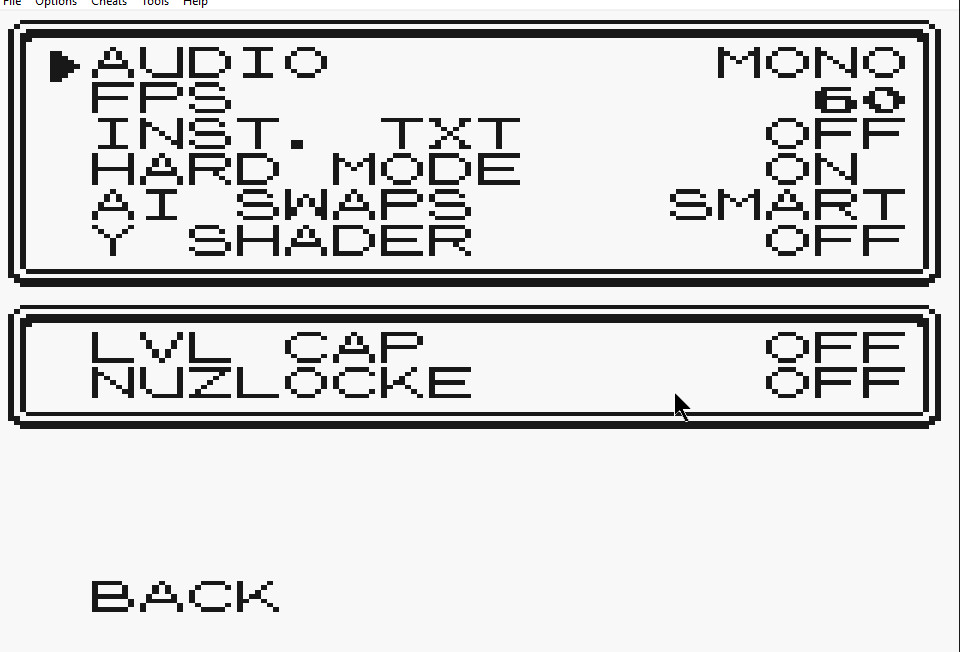 File Options Cheats Tools Help
AUDIO MONO
FPS 60
INST. TXT OFF
HARD MODE ON
AI SWAPS SMART
Y SHADER OFF
LVL CAP OFF
NUZLOCKE OFF
BACK